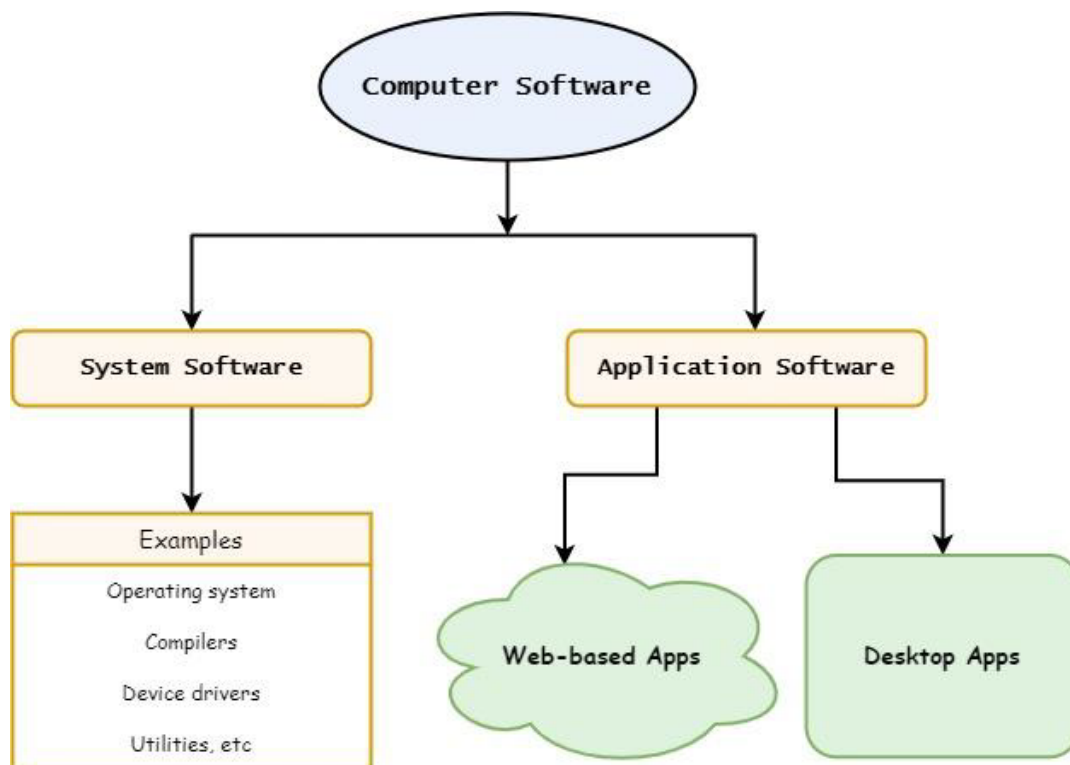 Computer Software
System Software
Application Software
Examples
Operating system
Compilers
Device drivers
Utilities, etc
Web-based Apps
Desktop Apps